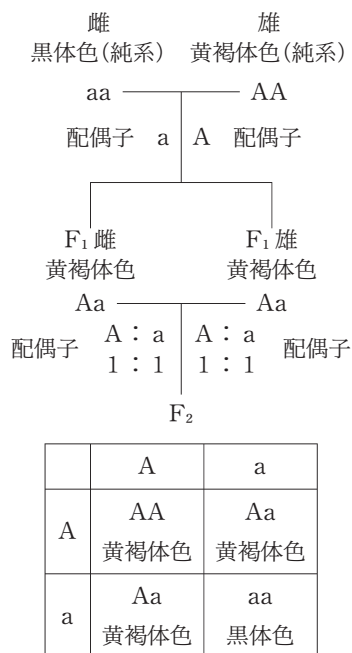 雌 雄
黒体色(純系) 黄褐体色(純系)
aa AA
配偶子 a A 配偶子
F₁ 雌 F₁ 雄
黄褐体色 黄褐体色
Aa Aa
配偶子 A : a A : a 配偶子
1 : 1 1 : 1
F₂
A a
A AA Aa
黄褐体色 黄褐体色
a Aa aa
黄褐体色 黒体色